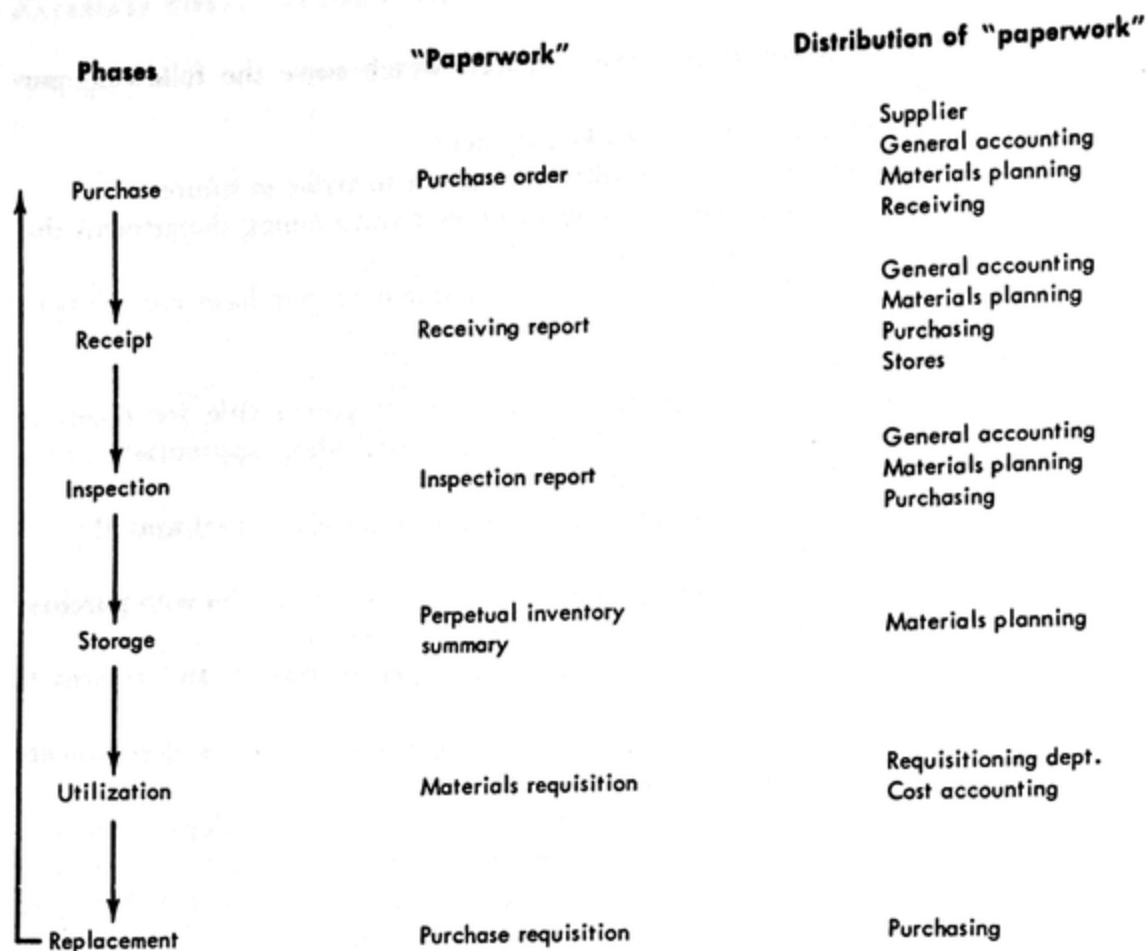 Phases
"Paperwork"
Distribution of "paperwork"
Purchase
Purchase order
Supplier
General accounting
Materials planning
Receiving
Receipt
Receiving report
General accounting
Materials planning
Purchasing
Stores
Inspection
Inspection report
General accounting
Materials planning
Purchasing
Storage
Perpetual inventory
summary
Materials planning
Utilization
Materials requisition
Requisitioning dept.
Cost accounting
Replacement
Purchase requisition
Purchasing